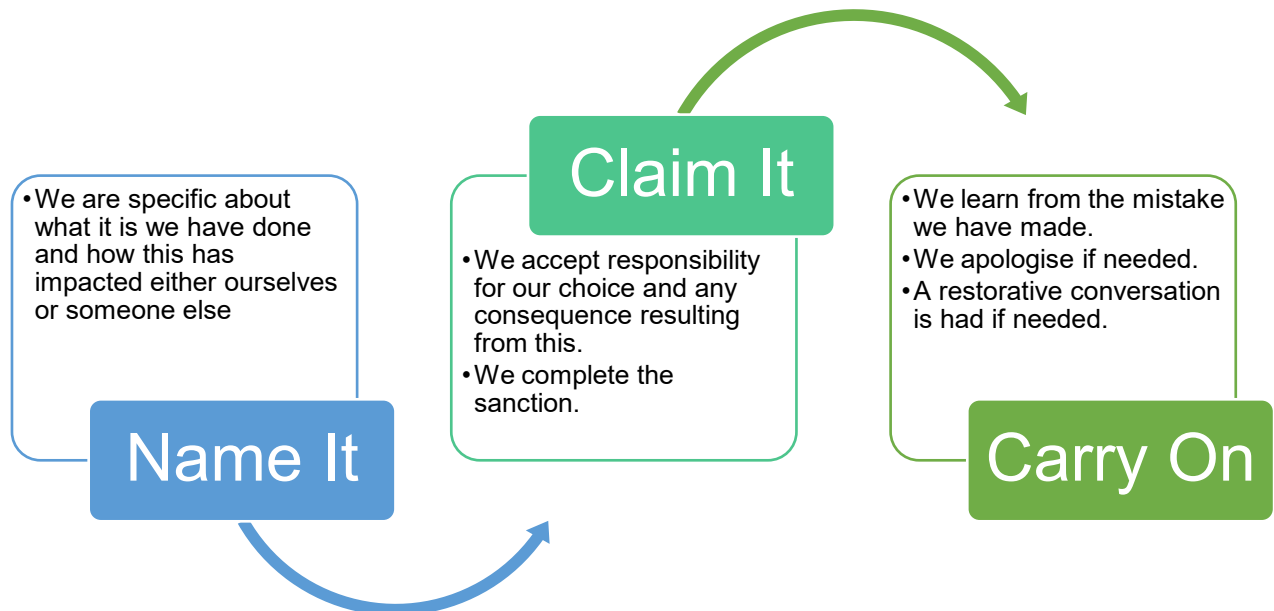 •We are specific about
what it is we have done
and how this has
impacted either ourselves
or someone else
Name It
Claim It
•We accept responsibility
for our choice and any
consequence resulting
from this.
•We complete the
sanction.
•We learn from the mistake
we have made.
•We apologise if needed.
•A restorative conversation
is had if needed.
Carry On